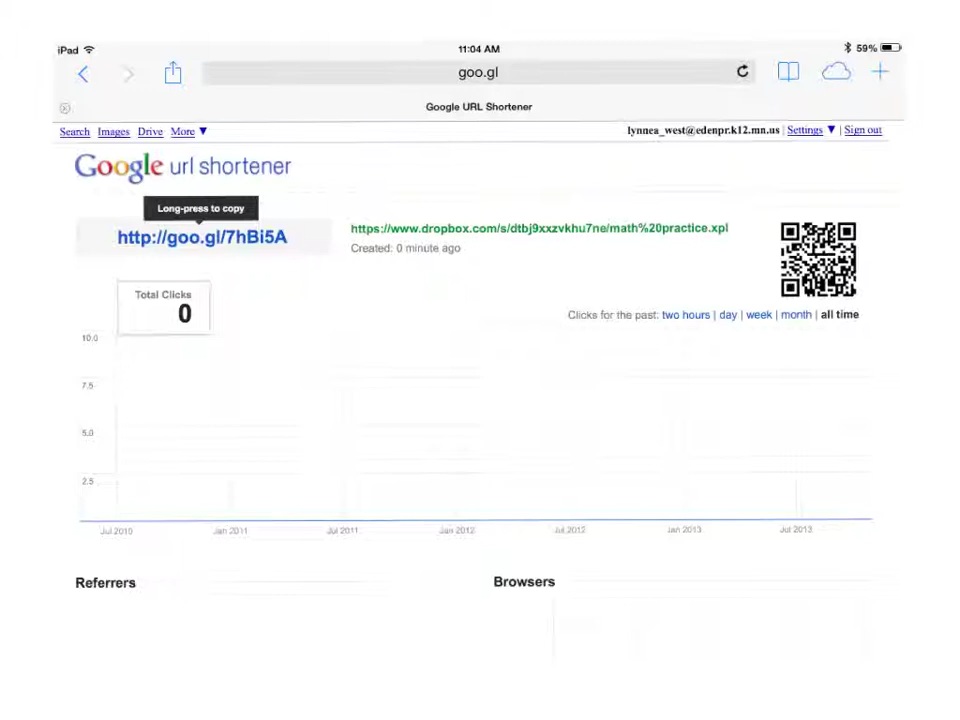 iPad 11:04 AM 59%
goo.gl
Google URL Shortener
Search Images Drive More ▼ lynnea_west@edenpr.k12.mn.us | Settings ▼ | Sign out
Google url shortener
Long-press to copy
http://goo.gl/7hBi5A
https://www.dropbox.com/s/dtbj9xxzvkhu7ne/math%20practice.xpl
Created: 0 minute ago
Total Clicks
0
Clicks for the past: two hours | day | week | month | all time
10.0
7.5
5.0
2.5
Jul 2010 Jan 2011 Jul 2011 Jan 2012 Jul 2012 Jan 2013 Jul 2013
Referrers Browsers